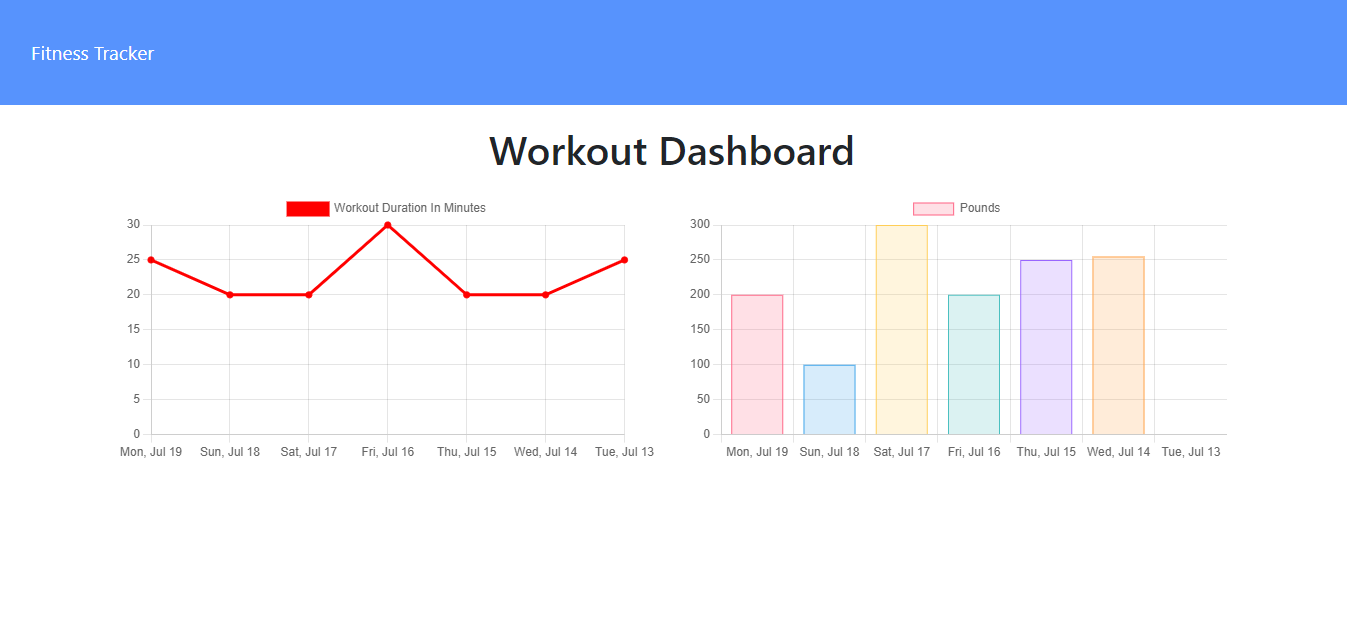 Fitness Tracker
Workout Dashboard
Workout Duration In Minutes
30
25
20
15
10
5
0
Mon, Jul 19 Sun, Jul 18 Sat, Jul 17 Fri, Jul 16 Thu, Jul 15 Wed, Jul 14 Tue, Jul 13
Pounds
300
250
200
150
100
50
0
Mon, Jul 19 Sun, Jul 18 Sat, Jul 17 Fri, Jul 16 Thu, Jul 15 Wed, Jul 14 Tue, Jul 13